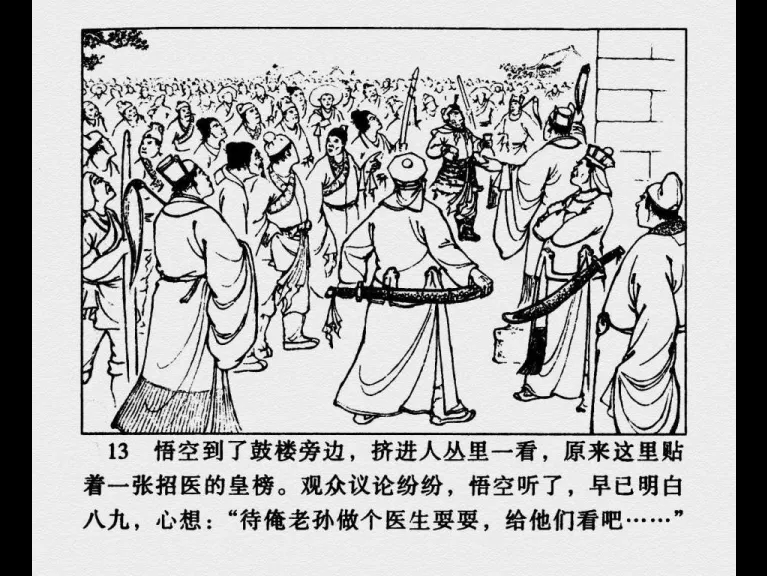 13 悟空到了鼓楼旁边，挤进人丛里一看，原来这里贴
着一张招医的皇榜。观众议论纷纷，悟空听了，早已明白
八九，心想：“待俺老孙做个医生耍耍，给他们看吧……”